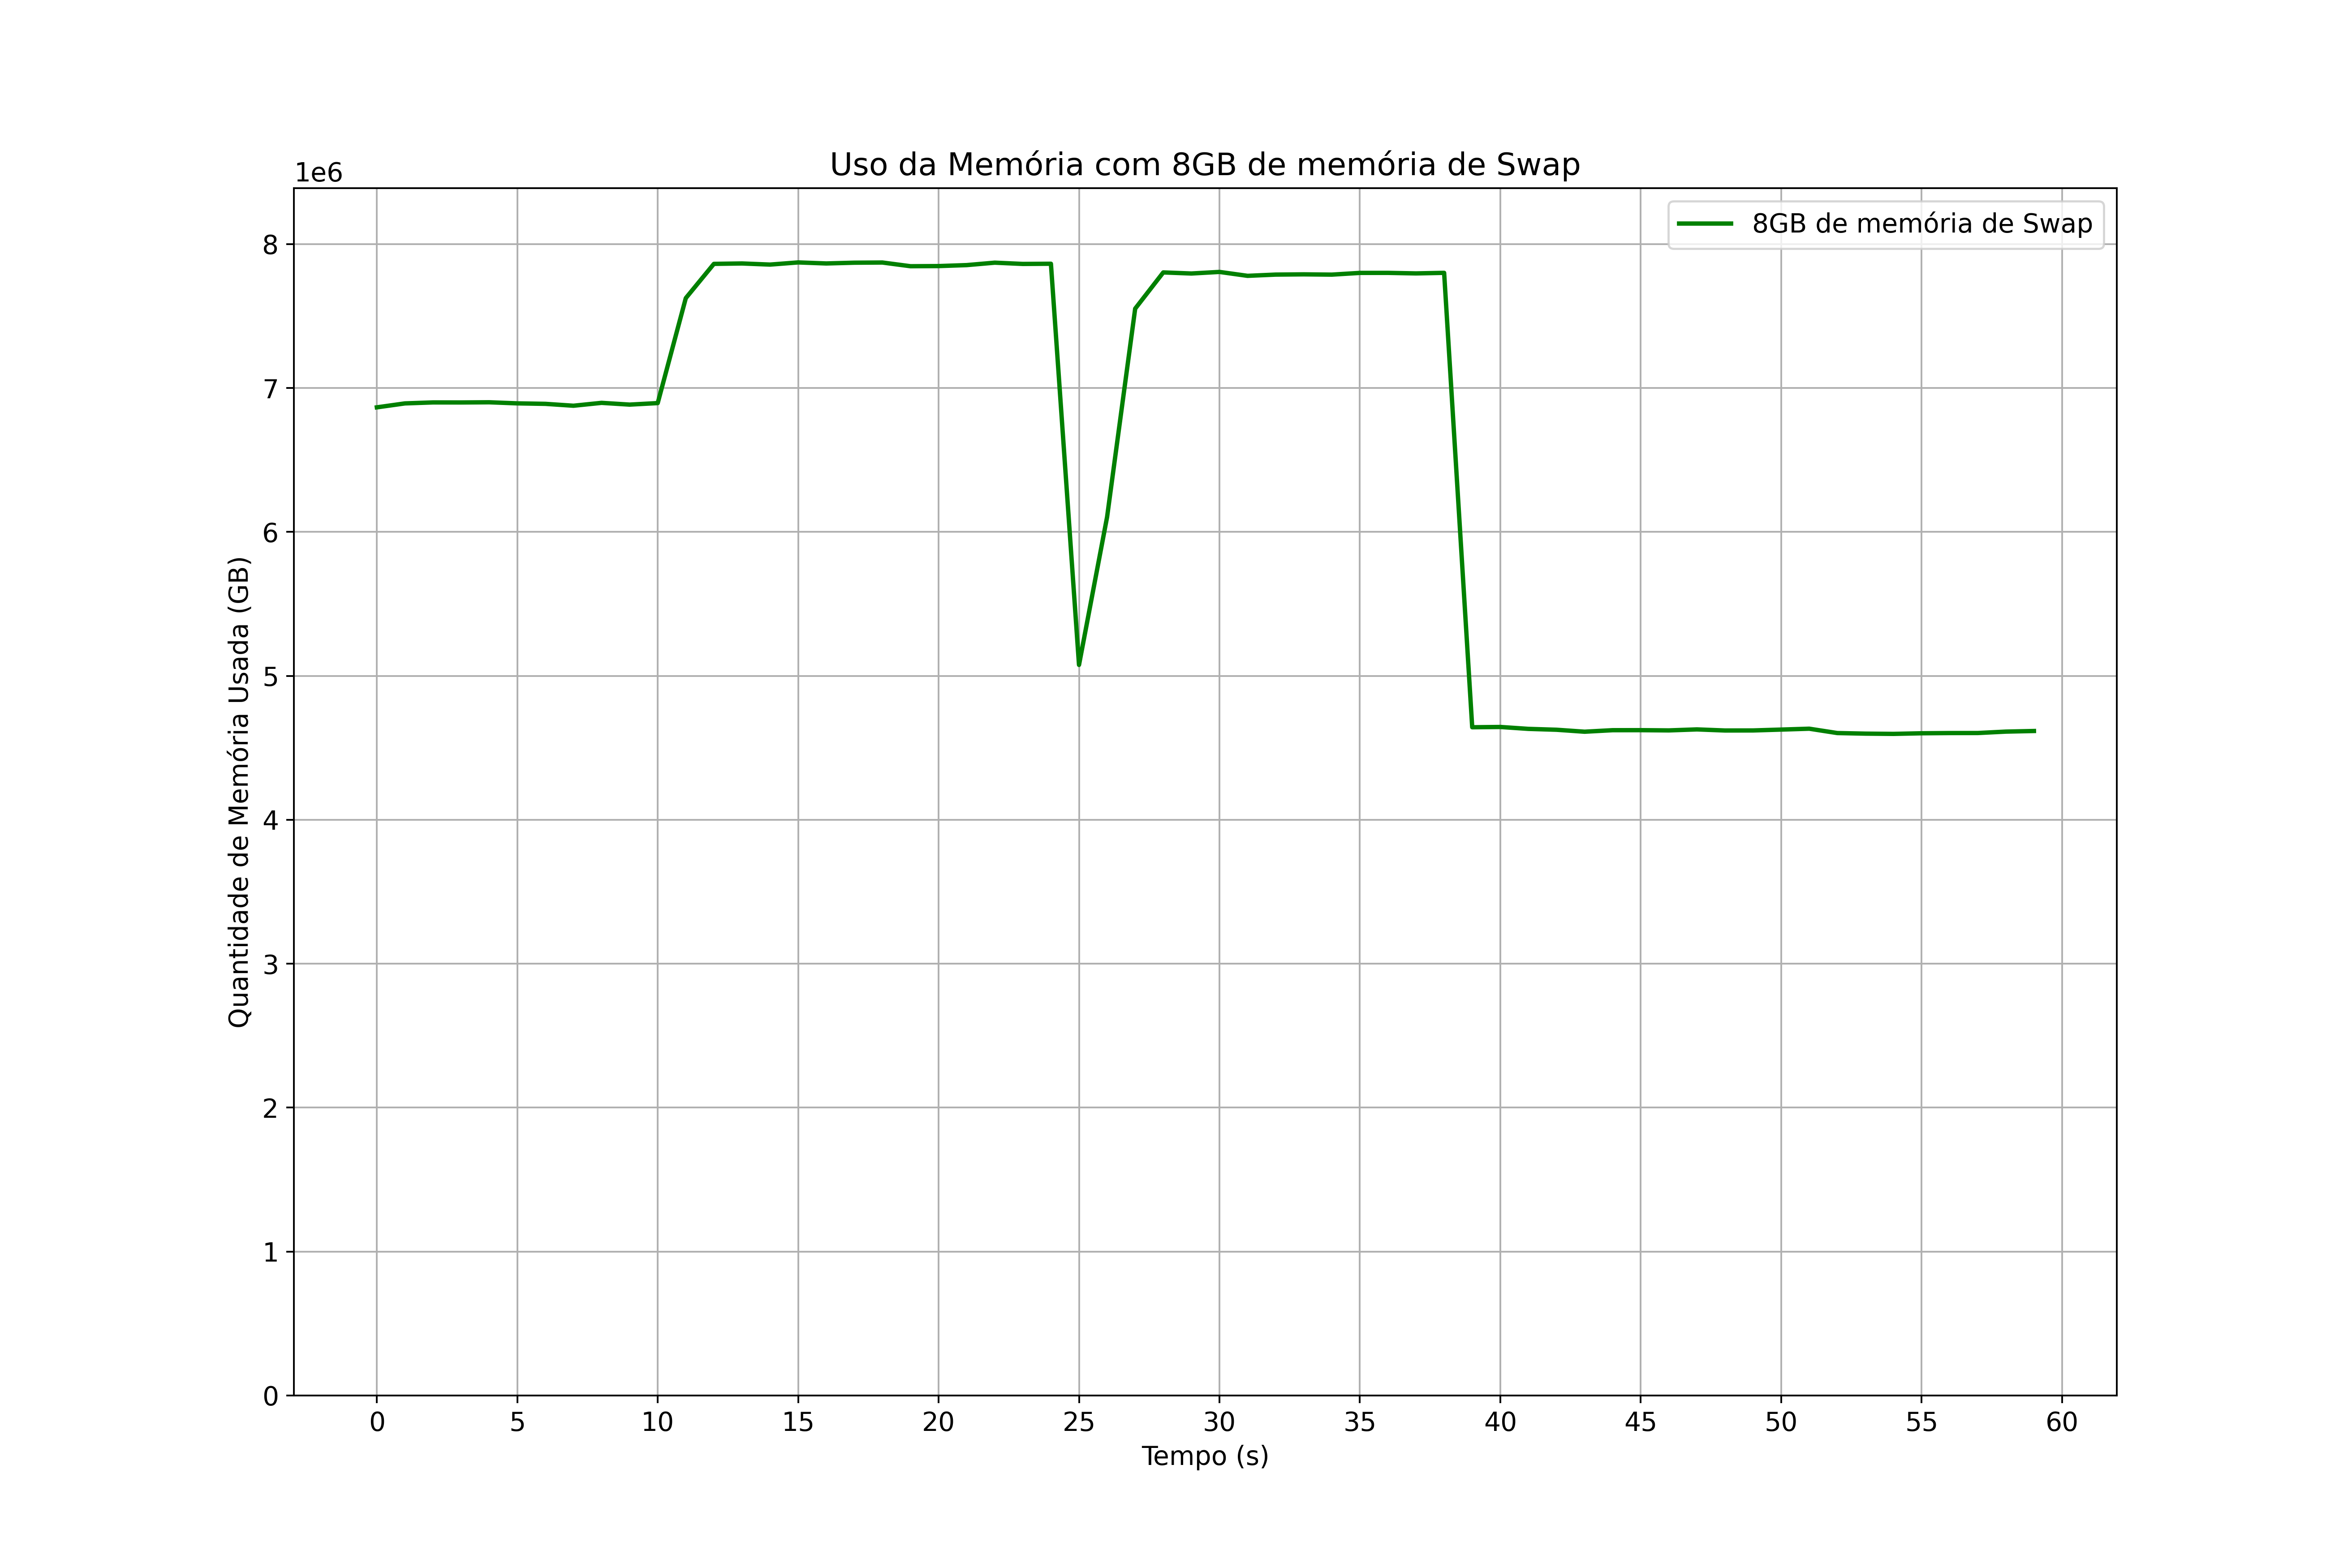 Uso da Memória com 8GB de memória de Swap
1e6
8GB de memória de Swap
8
7
6
5
4
3
2
1
0
Quantidade de Memória Usada (GB)
0 5 10 15 20 25 30 35 40 45 50 55 60
Tempo (s)